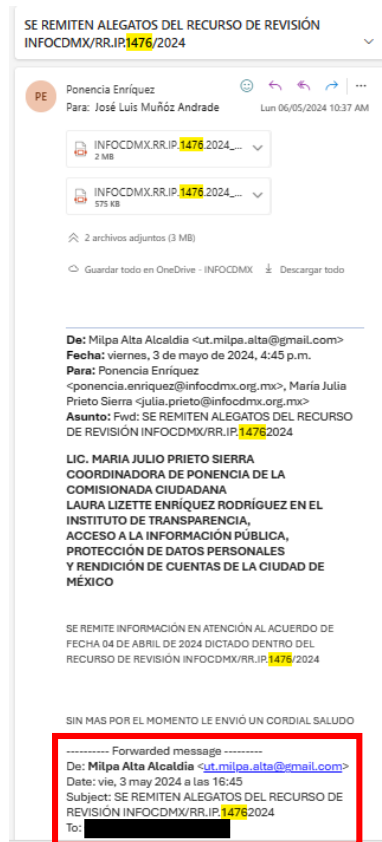 SE REMITEN ALEGATOS DEL RECURSO DE REVISIÓN
INFOCDMX/RR.IP.1476/2024
PE
Ponencia Enríquez
Para: José Luis Muñóz Andrade
Lun 06/05/2024 10:37 AM
INFOCDMX.RR.IP.1476.2024_...
2 MB
INFOCDMX.RR.IP.1476.2024_...
575 KB
2 archivos adjuntos (3 MB)
Guardar todo en OneDrive - INFOCDMX
Descargar todo
De: Milpa Alta Alcaldia <ut.milpa.alta@gmail.com>
Fecha: viernes, 3 de mayo de 2024, 4:45 p.m.
Para: Ponencia Enríquez
<ponencia.enriquez@infocdmx.org.mx>, María Julia
Prieto Sierra <julia.prieto@infocdmx.org.mx>
Asunto: Fwd: SE REMITEN ALEGATOS DEL RECURSO
DE REVISIÓN INFOCDMX/RR.IP.14762024
LIC. MARIA JULIO PRIETO SIERRA
COORDINADORA DE PONENCIA DE LA
COMISIONADA CIUDADANA
LAURA LIZETTE ENRÍQUEZ RODRÍGUEZ EN EL
INSTITUTO DE TRANSPARENCIA,
ACCESO A LA INFORMACIÓN PÚBLICA,
PROTECCIÓN DE DATOS PERSONALES
Y RENDICIÓN DE CUENTAS DE LA CIUDAD DE
MÉXICO
SE REMITE INFORMACIÓN EN ATENCIÓN AL ACUERDO DE
FECHA 04 DE ABRIL DE 2024 DICTADO DENTRO DEL
RECURSO DE REVISIÓN INFOCDMX/RR.IP.1476/2024
SIN MAS POR EL MOMENTO LE ENVIÓ UN CORDIAL SALUDO
---------- Forwarded message ---------
De: Milpa Alta Alcaldia <ut.milpa.alta@gmail.com>
Date: vie, 3 may 2024 a las 16:45
Subject: SE REMITEN ALEGATOS DEL RECURSO DE
REVISIÓN INFOCDMX/RR.IP.14762024
To: